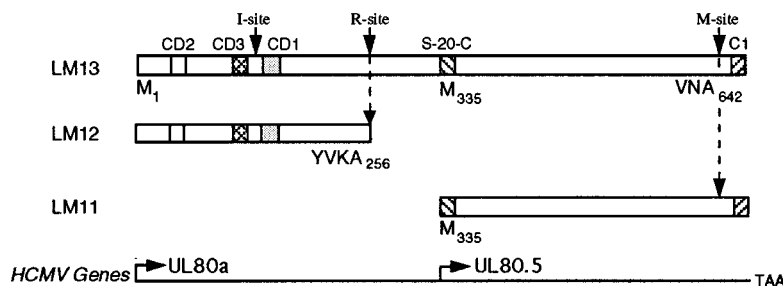 I-site R-site M-site
CD2 CD3 CD1 S-20-C C1
LM13
M1 M335 VNA642
LM12
YVKA256
LM11
M335
HCMV Genes UL80a UL80.5 TAA